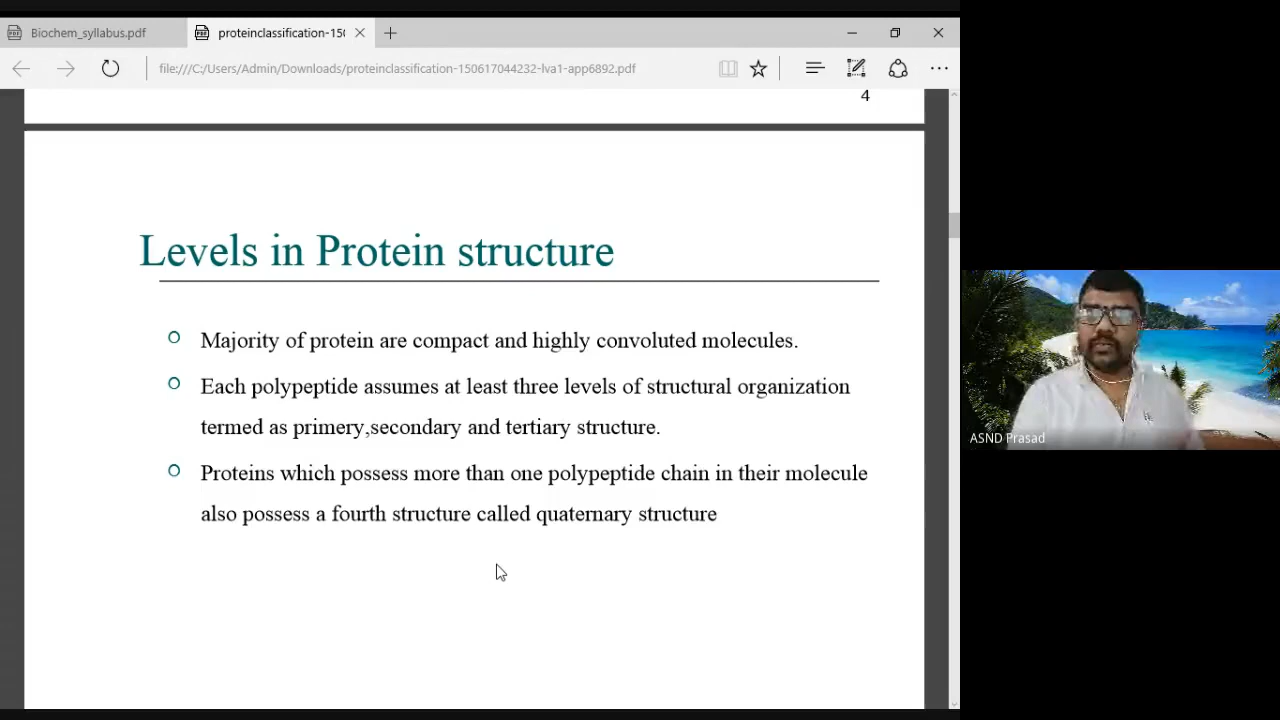 Biochem_syllabus.pdf
proteinclassification-150
file:///C:/Users/Admin/Downloads/proteinclassification-150617044232-lva1-app6892.pdf
4
Levels in Protein structure
Majority of protein are compact and highly convoluted molecules.
Each polypeptide assumes at least three levels of structural organization
termed as primery,secondary and tertiary structure.
Proteins which possess more than one polypeptide chain in their molecule
also possess a fourth structure called quaternary structure
ASND Prasad